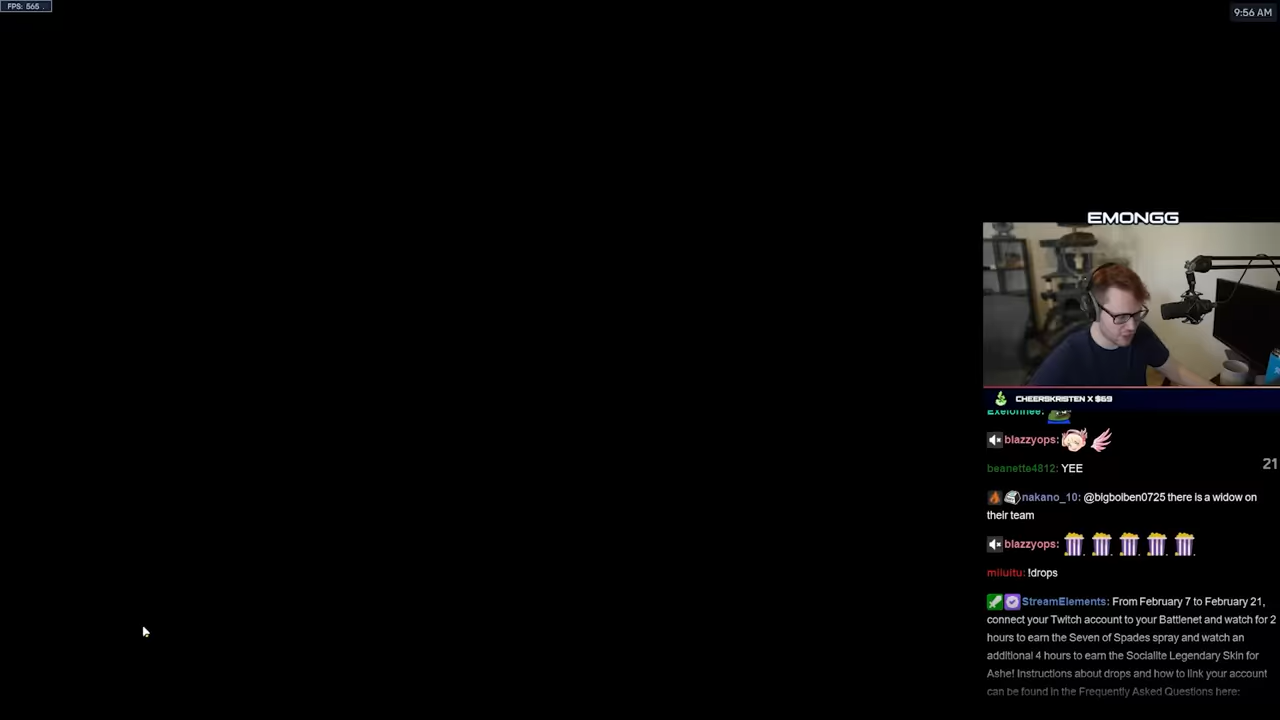 FPS: 565 .
9:56 AM
EMONGG
CHEERSKRISTEN X $69
Exelonnee:
blazzyops:
beanette4812: YEE
21
nakano_10: @bigbolben0725 there is a widow on
their team
blazzyops:
miiuitu: !drops
StreamElements: From February 7 to February 21,
connect your Twitch account to your Battlenet and watch for 2
hours to earn the Seven of Spades spray and watch an
additional 4 hours to earn the Socialite Legendary Skin for
Ashe! Instructions about drops and how to link your account
can be found in the Frequently Asked Questions here: